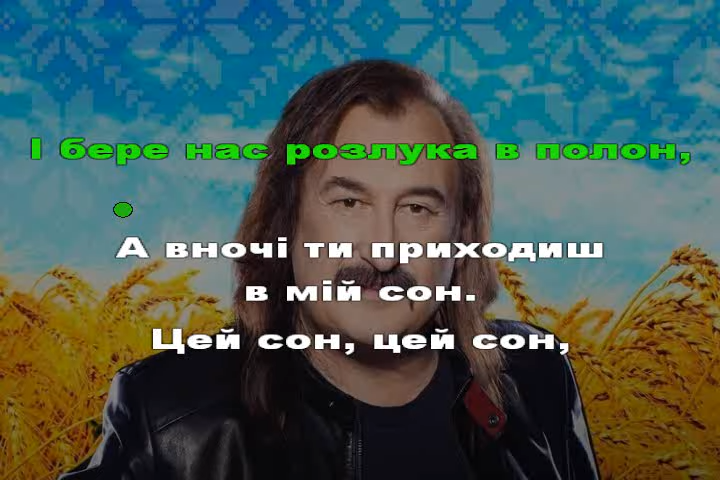 І бере нас розлука в полон,
А вночі ти приходиш
в мій сон.
Цей сон, цей сон,